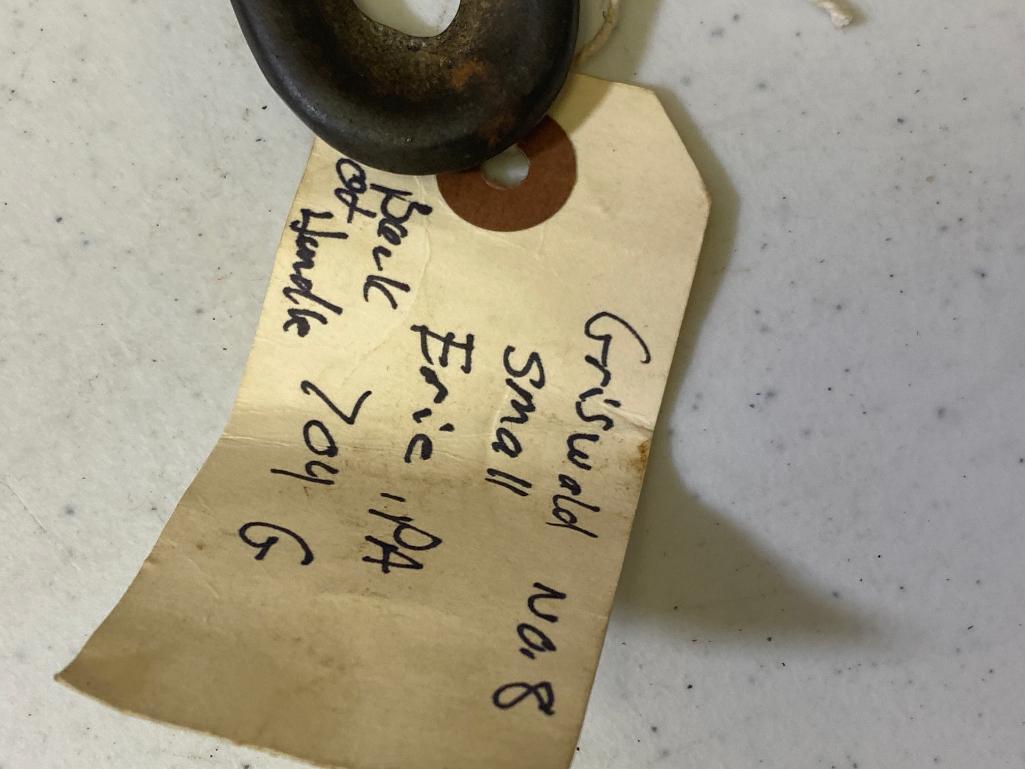 Griswold No. 8
Small
Erie, PA
Back
of Handle 704 G